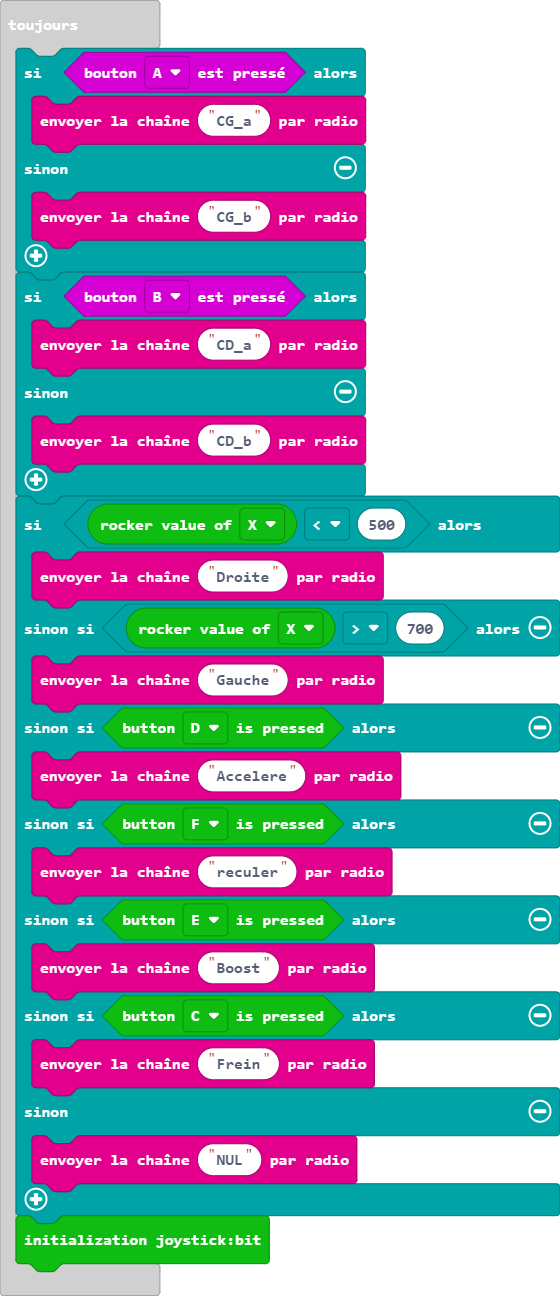 toujours
si bouton A est pressé alors
envoyer la chaîne "CG_a" par radio
sinon
envoyer la chaîne "CG_b" par radio
si bouton B est pressé alors
envoyer la chaîne "CD_a" par radio
sinon
envoyer la chaîne "CD_b" par radio
si rocker value of X < 500 alors
envoyer la chaîne "Droite" par radio
sinon si rocker value of X > 700 alors
envoyer la chaîne "Gauche" par radio
sinon si button D is pressed alors
envoyer la chaîne "Accelere" par radio
sinon si button F is pressed alors
envoyer la chaîne "reculer" par radio
sinon si button E is pressed alors
envoyer la chaîne "Boost" par radio
sinon si button C is pressed alors
envoyer la chaîne "Frein" par radio
sinon
envoyer la chaîne "NUL" par radio
initialization joystick:bit